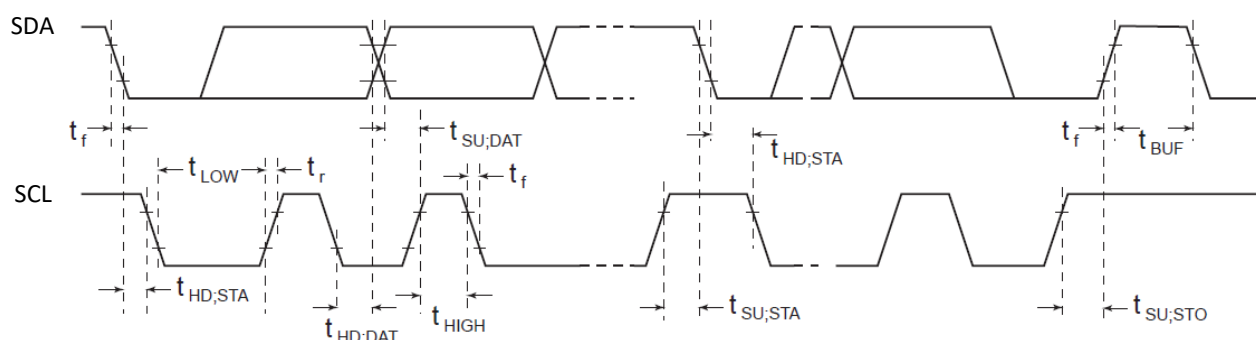 SDA
t f
t SU;DAT
t HD;STA
t f
t BUF
t LOW
t r
t f
SCL
t HD;STA
t HD;DAT
t HIGH
t SU;STA
t SU;STO